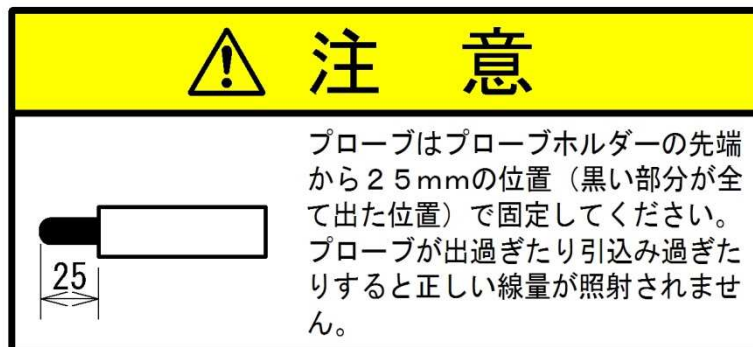 注 意
プローブはプローブホルダーの先端
から25mmの位置（黒い部分が全
て出た位置）で固定してください。
プローブが出過ぎたり引込み過ぎた
りすると正しい線量が照射されませ
ん。
25